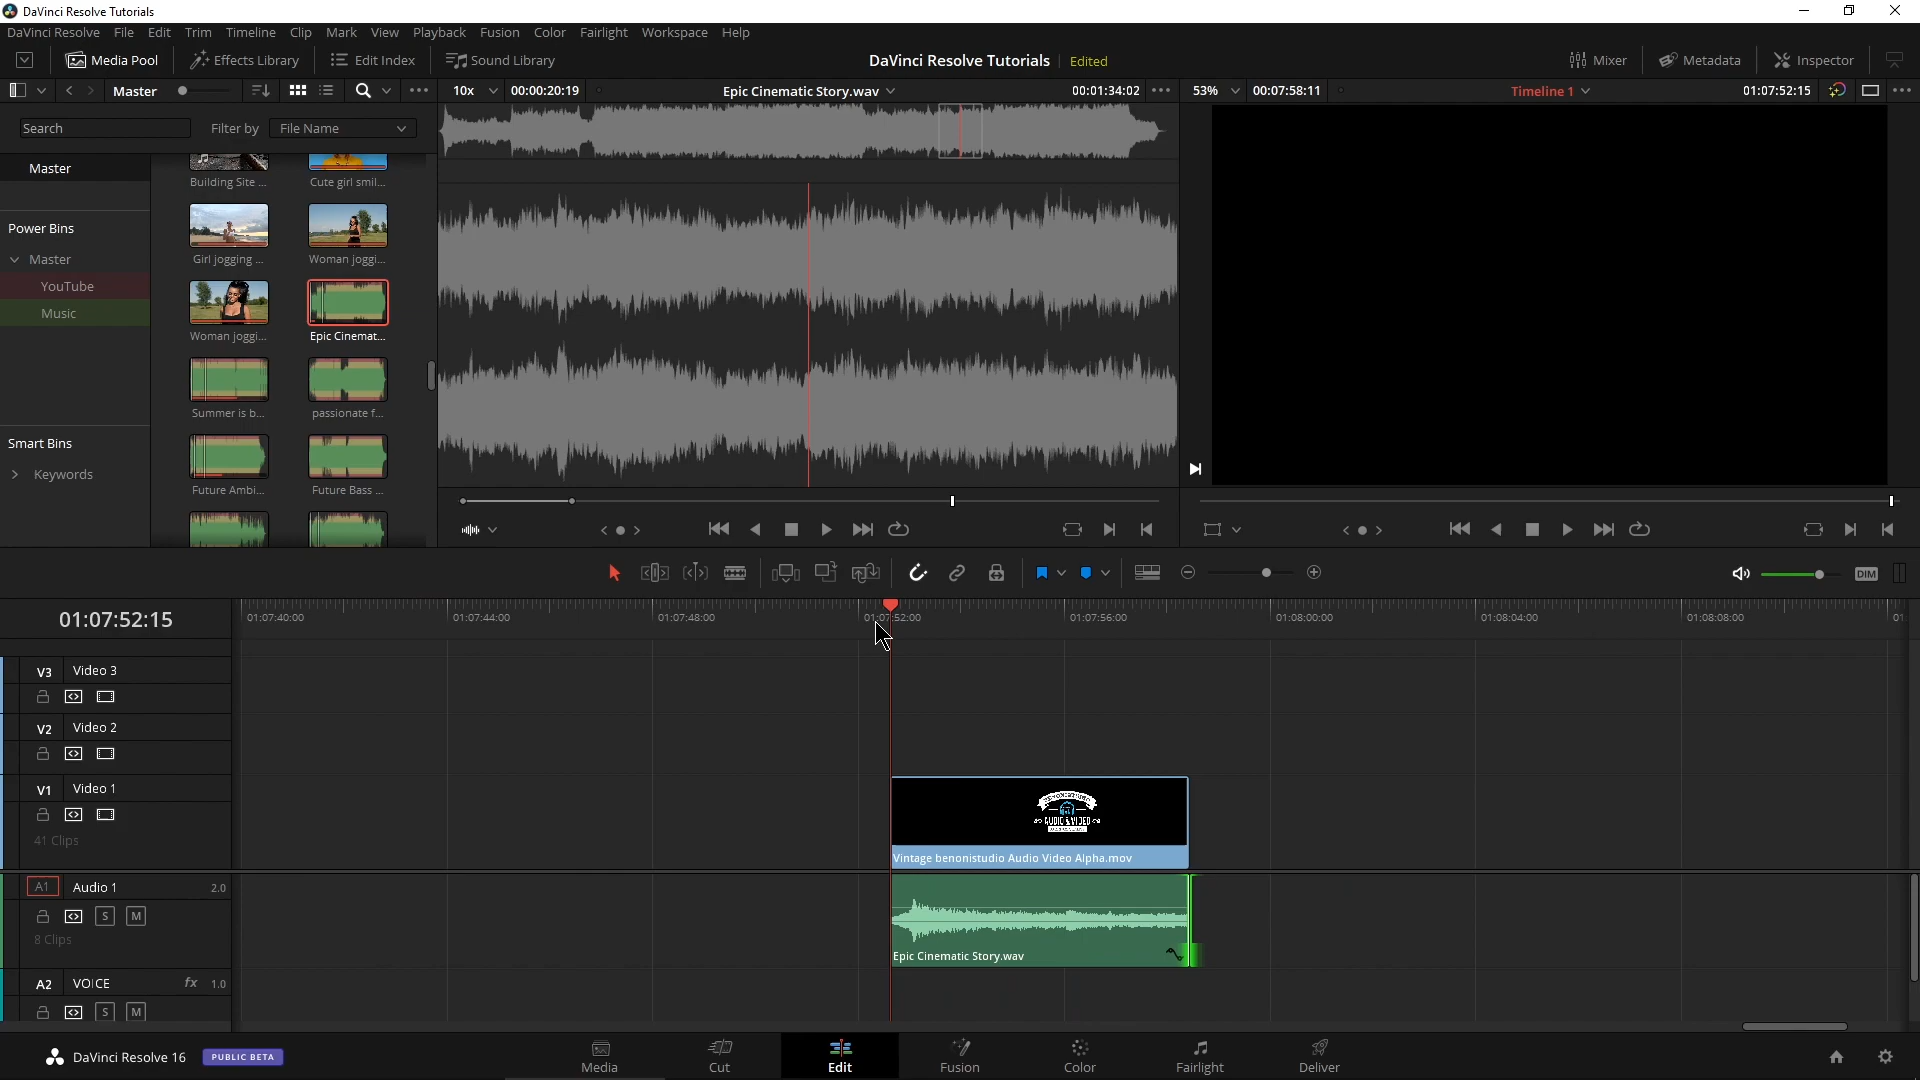 DaVinci Resolve Tutorials
DaVinci Resolve File Edit Trim Timeline Clip Mark View Playback Fusion Color Fairlight Workspace Help
Media Pool Effects Library Edit Index Sound Library DaVinci Resolve Tutorials Edited Mixer Metadata Inspector
Master 10x 00:00:20:19 Epic Cinematic Story.wav 00:01:34:02 53% 00:07:58:11 Timeline 1 01:07:52:15
Search Filter by File Name
Master
Building Site ... Cute girl smil...
Power Bins
Girl jogging ... Woman joggi...
Master
YouTube
Music
Woman joggi... Epic Cinemat...
Summer is b... passionate f...
Smart Bins
Keywords
Future Ambi... Future Bass ...
DIM
01:07:52:15
01:07:40:00 01:07:44:00 01:07:48:00 01:07:52:00 01:07:56:00 01:08:00:00 01:08:04:00 01:08:08:00 01
V3 Video 3
V2 Video 2
V1 Video 1
41 Clips
AUDIO & VIDEO
Vintage benonistudio Audio Video Alpha.mov
A1 Audio 1 2.0
S M
8 Clips
Epic Cinematic Story.wav
A2 VOICE fx 1.0
S M
DaVinci Resolve 16 PUBLIC BETA
Media Cut Edit Fusion Color Fairlight Deliver